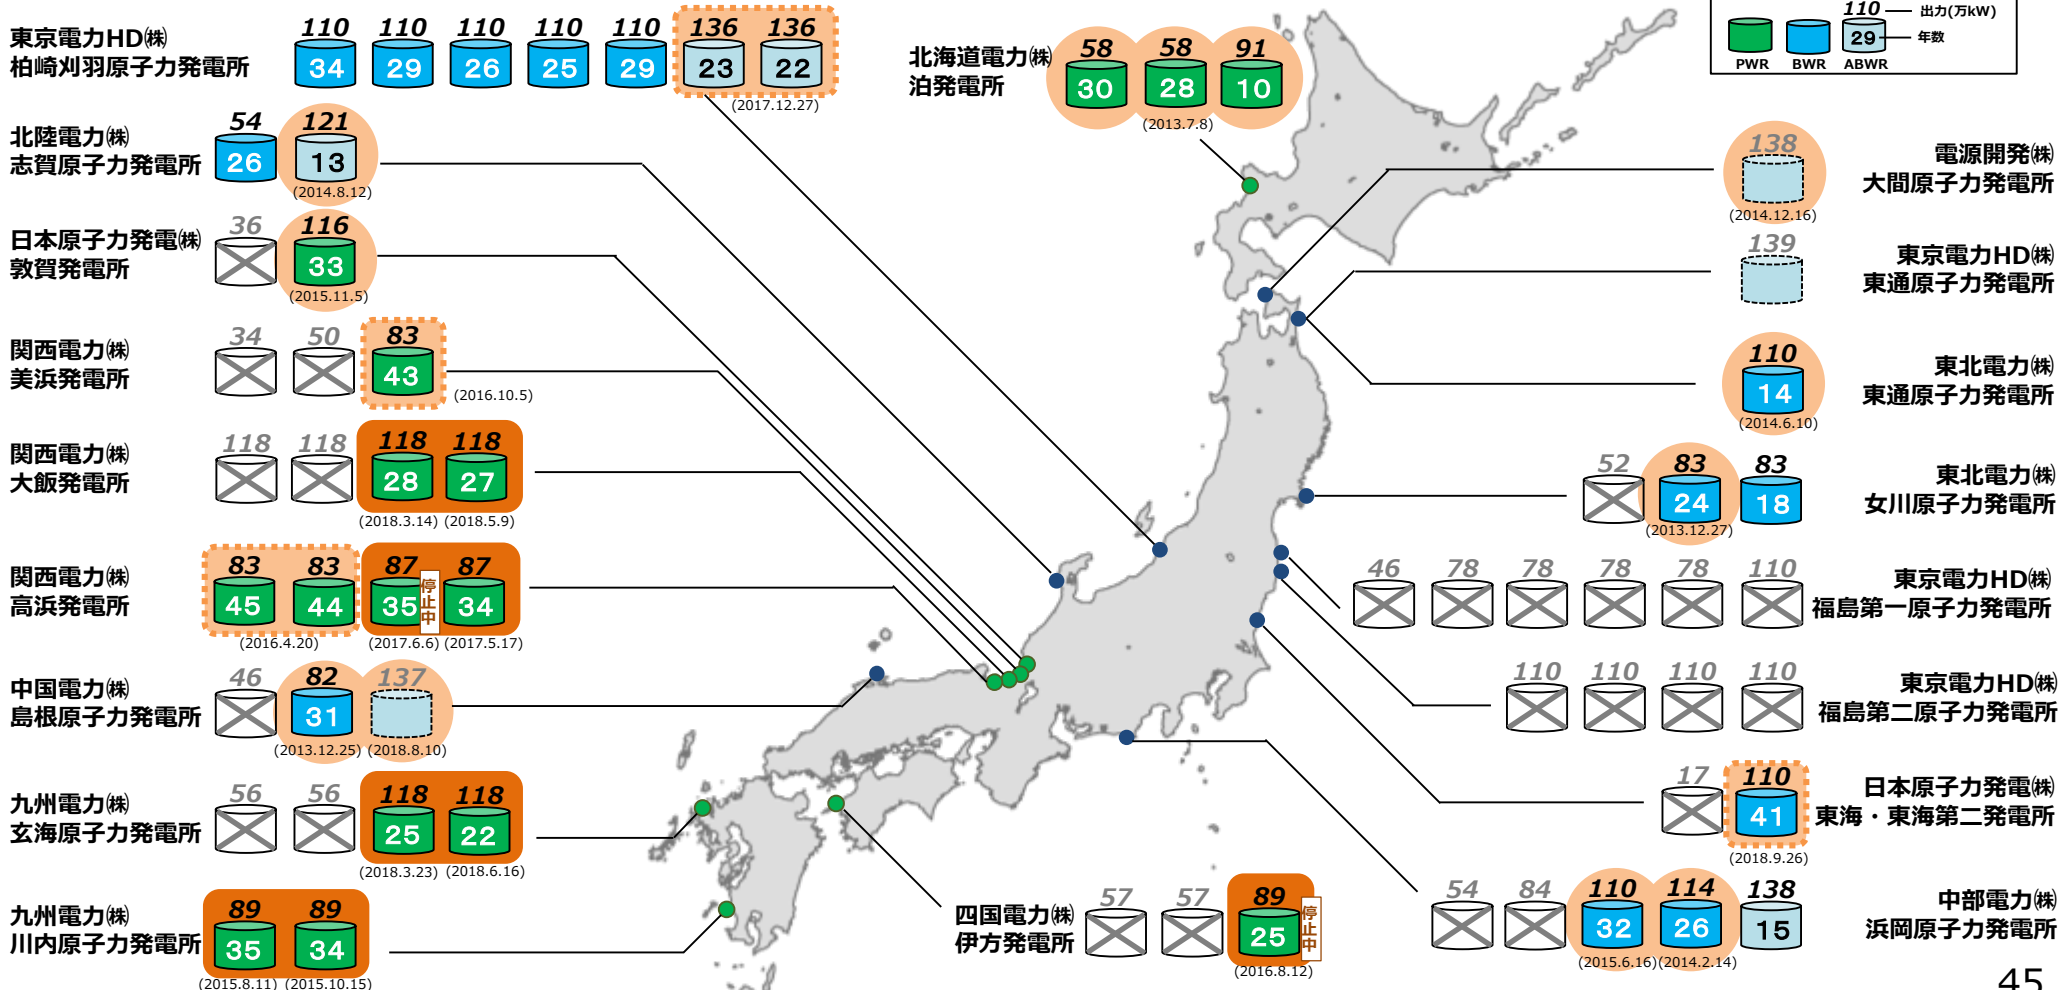 東京電力HD㈱
柏崎刈羽原子力発電所
110 110 110 110 110 136 136
34 29 26 25 29 23 22
(2017.12.27)
北陸電力㈱
志賀原子力発電所
54 121
26 13
(2014.8.12)
日本原子力発電㈱
敦賀発電所
36 116
33
(2015.11.5)
関西電力㈱
美浜発電所
34 50 83
43
(2016.10.5)
関西電力㈱
大飯発電所
118 118 118 118
28 27
(2018.3.14) (2018.5.9)
関西電力㈱
高浜発電所
83 83 87 87
45 44 35 34
停止中
(2016.4.20) (2017.6.6) (2017.5.17)
中国電力㈱
島根原子力発電所
46 82 137
31
(2013.12.25) (2018.8.10)
九州電力㈱
玄海原子力発電所
56 56 118 118
25 22
(2018.3.23) (2018.6.16)
九州電力㈱
川内原子力発電所
89 89
35 34
(2015.8.11) (2015.10.15)
北海道電力㈱
泊発電所
58 58 91
30 28 10
(2013.7.8)
110 出力(万kW)
29 年数
PWR BWR ABWR
138
電源開発㈱
大間原子力発電所
(2014.12.16)
139
東京電力HD㈱
東通原子力発電所
110
14
東北電力㈱
東通原子力発電所
(2014.6.10)
52 83 83
24 18
東北電力㈱
女川原子力発電所
(2013.12.27)
46 78 78 78 78 110
東京電力HD㈱
福島第一原子力発電所
110 110 110 110
東京電力HD㈱
福島第二原子力発電所
17 110
41
日本原子力発電㈱
東海・東海第二発電所
(2018.9.26)
54 84 110 114 138
32 26 15
中部電力㈱
浜岡原子力発電所
(2015.6.16) (2014.2.14)
四国電力㈱
伊方発電所
57 57 89
25
停止中
(2016.8.12)
45